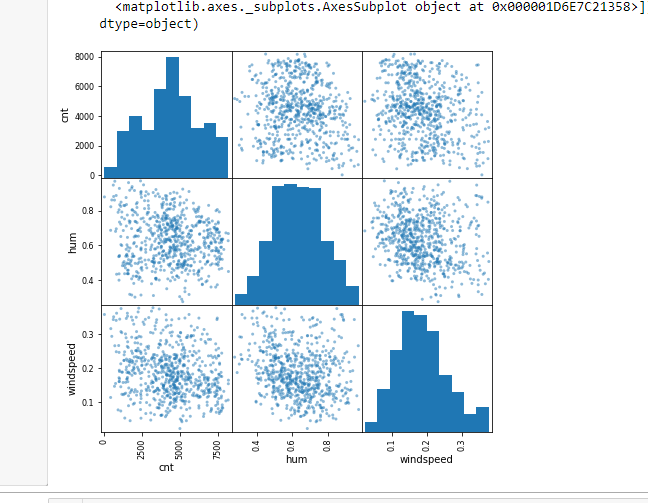 <matplotlib.axes._subplots.AxesSubplot object at 0x000001D6E7C21358>]
dtype=object)
8000
6000
4000
2000
0
cnt
0.8
0.6
0.4
hum
0.3
0.2
0.1
windspeed
0
2500
5000
7500
cnt
0.4
0.6
0.8
hum
0.1
0.2
0.3
windspeed